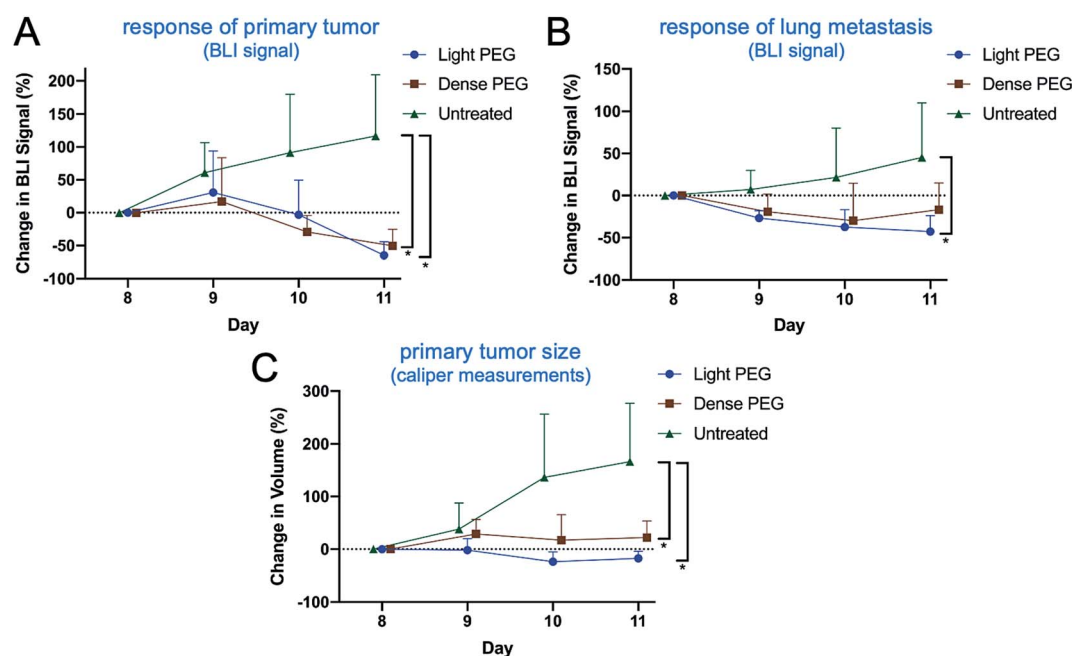 A
response of primary tumor
(BLI signal)
Light PEG
Dense PEG
Untreated
Change in BLI Signal (%)
200
150
100
50
0
-50
-100
*
*
8
9
10
11
Day
B
response of lung metastasis
(BLI signal)
Light PEG
Dense PEG
Untreated
Change in BLI Signal (%)
150
100
50
0
-50
-100
*
8
9
10
11
Day
C
primary tumor size
(caliper measurements)
Light PEG
Dense PEG
Untreated
Change in Volume (%)
300
200
100
0
-100
*
*
8
9
10
11
Day